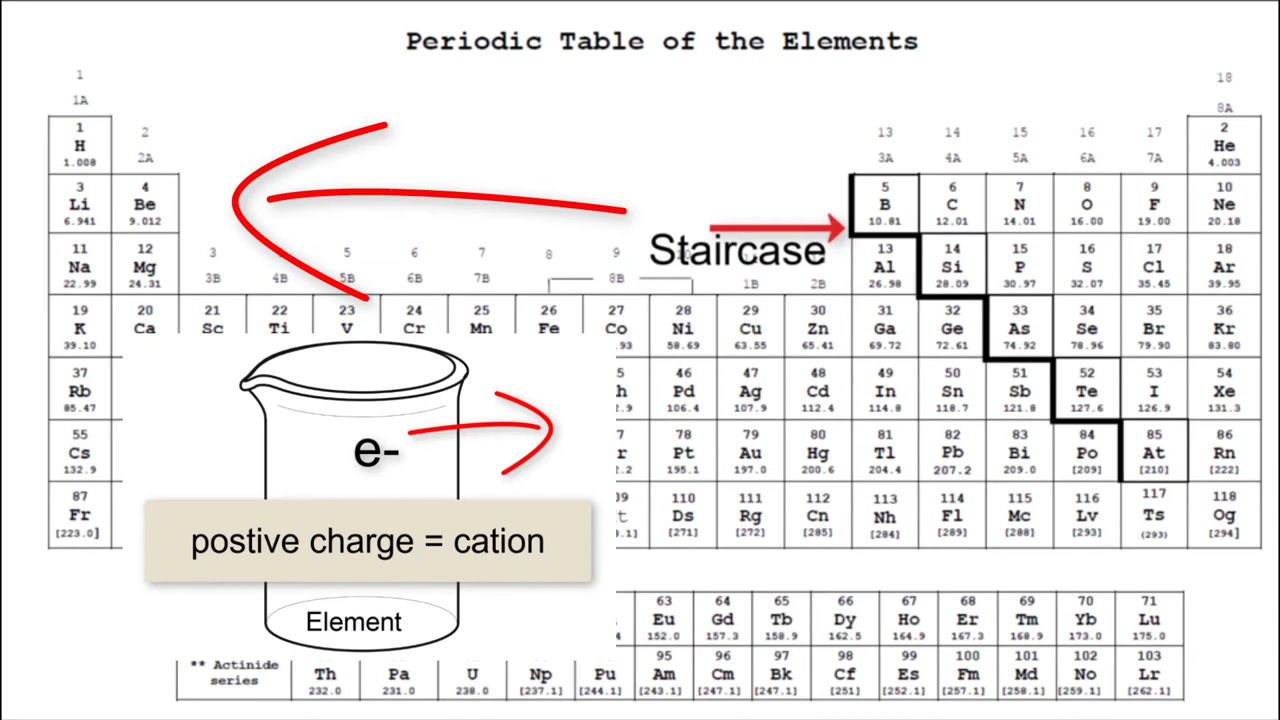 Periodic Table of the Elements
1 18
1A 8A
1 2 13 14 15 16 17 2
H 2A 3A 4A 5A 6A 7A He
1.008 4.003
3 4 5 6 7 8 9 10
Li Be B C N O F Ne
6.941 9.012 10.81 12.01 14.01 16.00 19.00 20.18
Staircase
11 12 3 5 6 7 8 9 13 14 15 16 17 18
Na Mg 3B 4B 5B 6B 7B 8B 1B 2B Al Si P S Cl Ar
22.99 24.31 26.98 28.09 30.97 32.07 35.45 39.95
19 20 21 22 23 24 25 26 27 28 29 30 31 32 33 34 35 36
K Ca Sc Ti V Cr Mn Fe Co Ni Cu Zn Ga Ge As Se Br Kr
39.10 .93 58.69 63.55 65.41 69.72 72.61 74.92 78.96 79.90 83.80
37 5 46 47 48 49 50 51 52 53 54
Rb h Pd Ag Cd In Sn Sb Te I Xe
85.47 2.9 106.4 107.9 112.4 114.8 118.7 121.8 127.6 126.9 131.3
55 7 78 79 80 81 82 83 84 85 86
Cs r Pt Au Hg Tl Pb Bi Po At Rn
132.9 2.2 195.1 197.0 200.6 204.4 207.2 209.0 [209] [210] [222]
87 09 110 111 112 113 114 115 116 117 118
Fr t Ds Rg Cn Nh Fl Mc Lv Ts Og
[223.0] 9.1] [271] [272] [285] [284] [289] [288] [293] (293) [294]
e-
postive charge = cation
Element
63 64 65 66 67 68 69 70 71
Eu Gd Tb Dy Ho Er Tm Yb Lu
4 152.0 157.3 158.9 162.5 164.9 167.3 168.9 173.0 175.0
95 96 97 98 99 100 101 102 103
** Actinide series
Th Pa U Np Pu Am Cm Bk Cf Es Fm Md No Lr
232.0 231.0 238.0 [237.1] [244.1] [243.1] [247.1] [247.1] [251] [252.1] [257.1] [258.1] [259.1] [262.1]